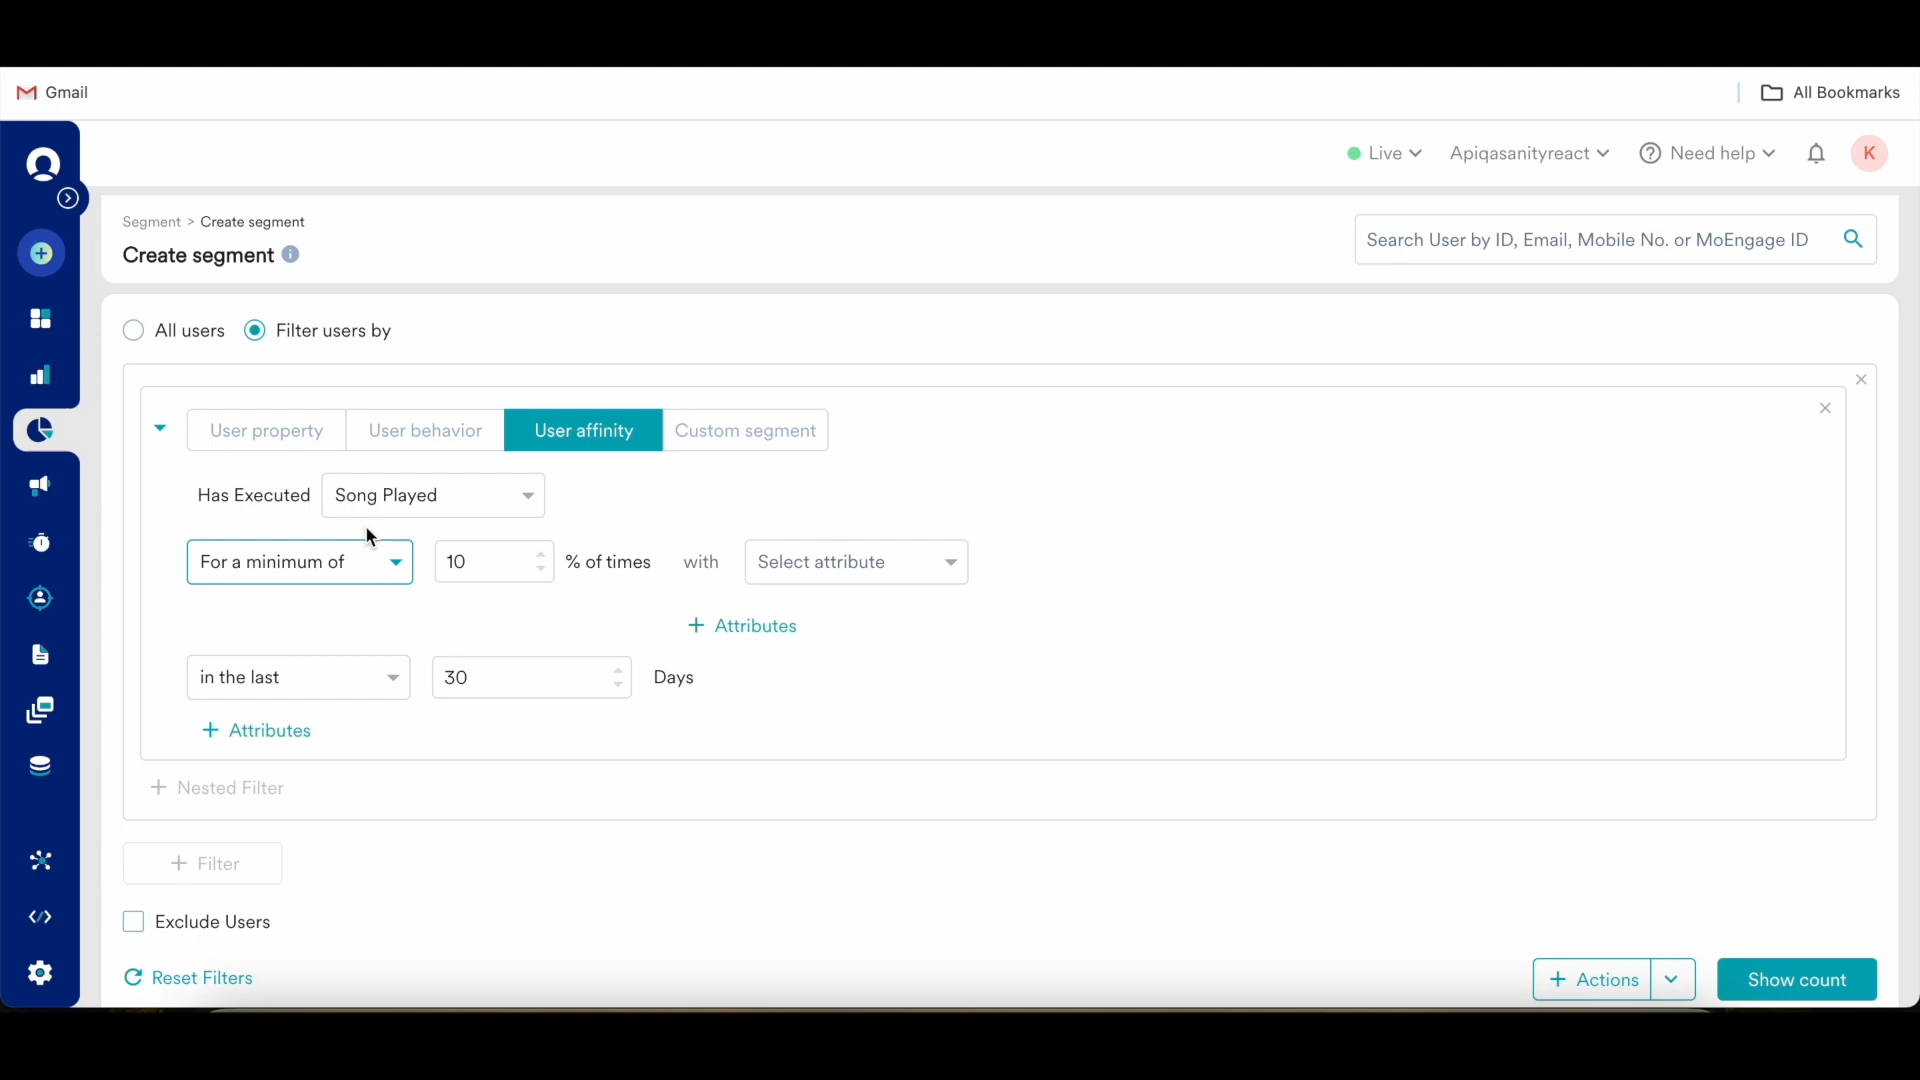 Gmail
All Bookmarks
Live
Apiqasanityreact
Need help
K
Segment > Create segment
Create segment
Search User by ID, Email, Mobile No. or MoEngage ID
All users
Filter users by
User property
User behavior
User affinity
Custom segment
Has Executed
Song Played
For a minimum of
10
% of times
with
Select attribute
+ Attributes
in the last
30
Days
+ Attributes
+ Nested Filter
+ Filter
Exclude Users
Reset Filters
+ Actions
Show count